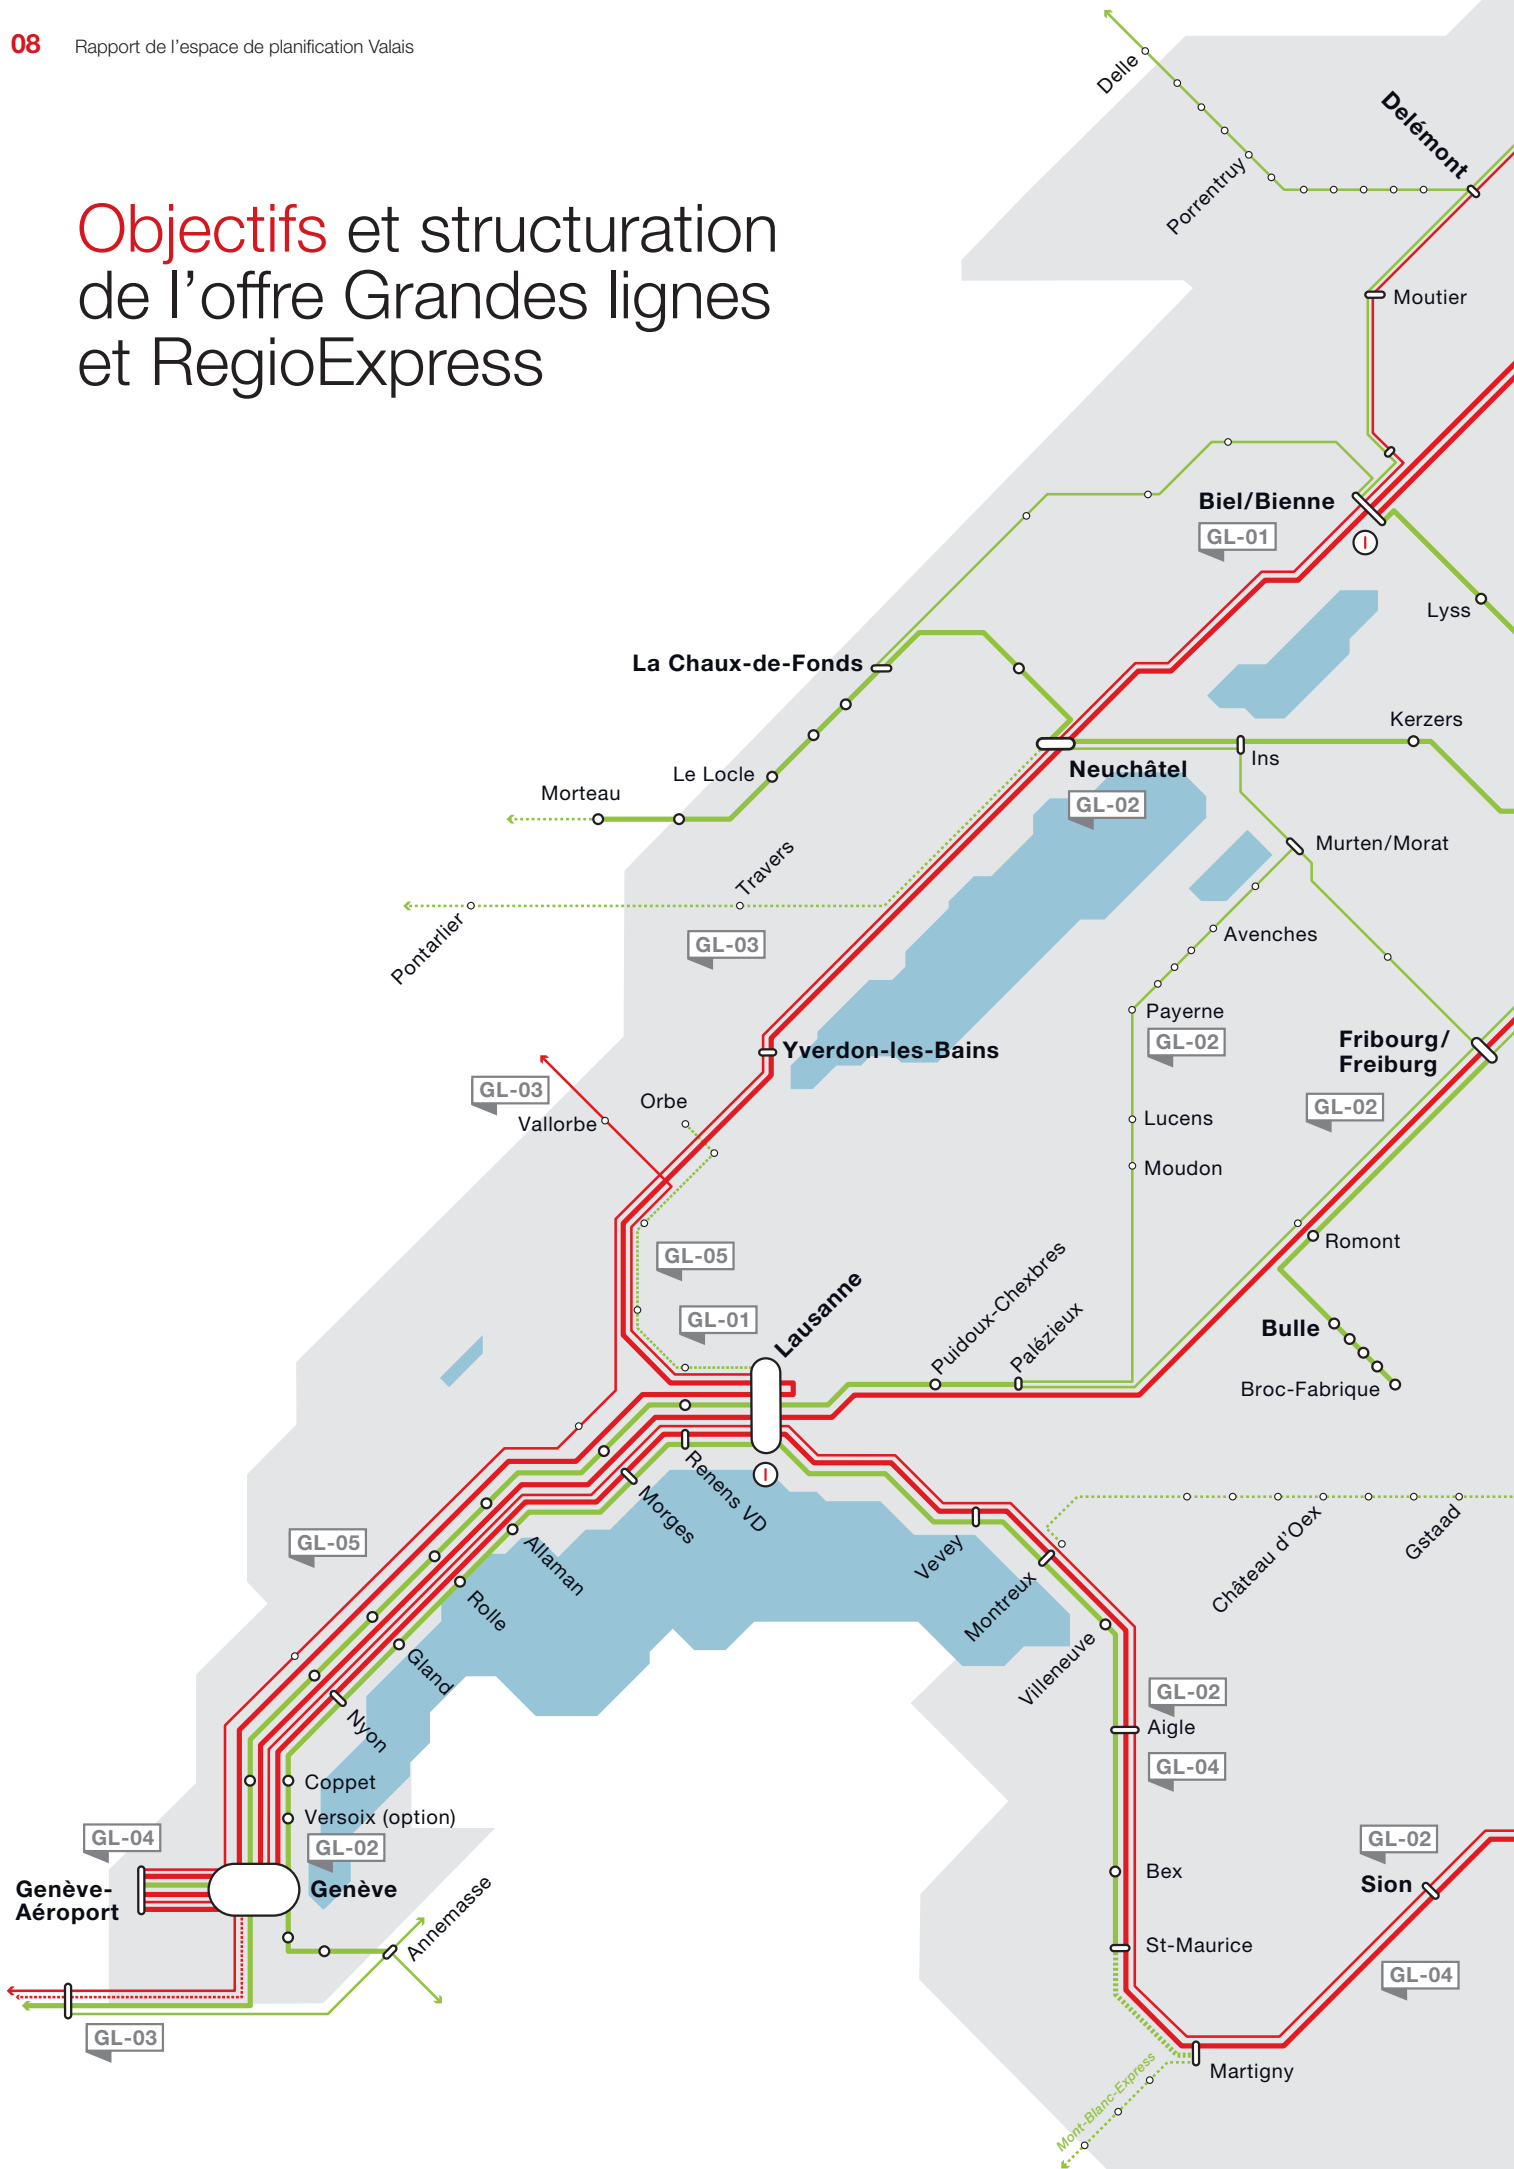 08 Rapport de l'espace de planification Valais
Objectifs et structuration
de l'offre Grandes lignes
et RegioExpress
Delle
Delémont
Porrentruy
Moutier
Biel/Bienne
GL-01
I
Lyss
La Chaux-de-Fonds
Kerzers
Ins
Neuchâtel
GL-02
Le Locle
Morteau
Murten/Morat
Travers
Pontarlier
GL-03
Avenches
Payerne
GL-02
Fribourg/
Freiburg
GL-02
Yverdon-les-Bains
GL-03
Vallorbe
Orbe
Lucens
Moudon
GL-05
GL-01
Lausanne
Puidoux-Chexbres
Palézieux
Romont
Bulle
Broc-Fabrique
I
Renens VD
Morges
Allaman
Rolle
Gland
Nyon
GL-05
Vevey
Montreux
Villeneuve
Château d'Oex
Gstaad
GL-02
Aigle
GL-04
Coppet
Versoix (option)
GL-02
GL-04
Genève-
Aéroport
Genève
Annemasse
GL-03
Bex
St-Maurice
GL-02
Sion
GL-04
Martigny
Mont-Blanc-Express